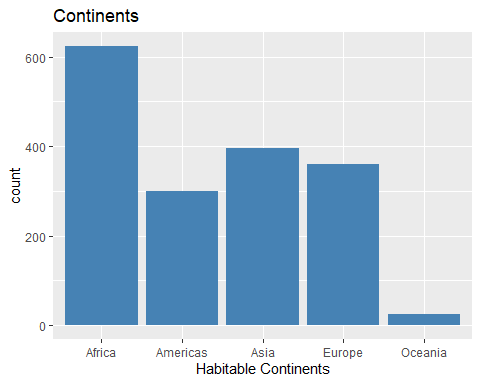 Continents
600
400
200
0
count
Africa Americas Asia Europe Oceania
Habitable Continents